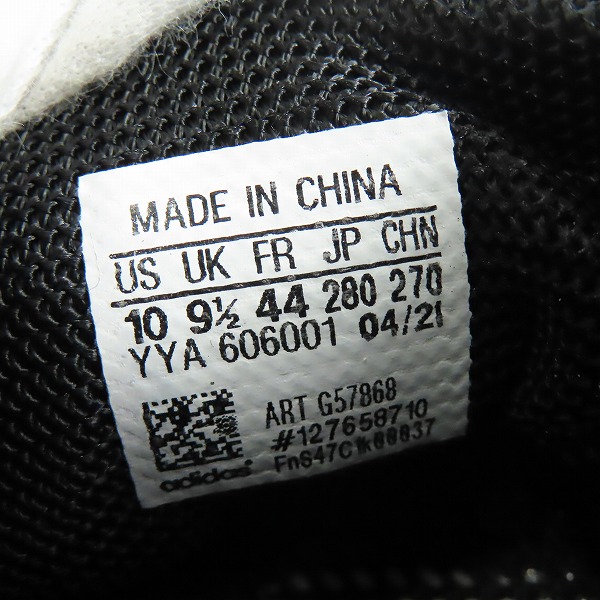 MADE IN CHINA
US UK FR JP CHN
10 9½ 44 280 270
YYA 606001 04/21
ART G57868
#127658710
adidas